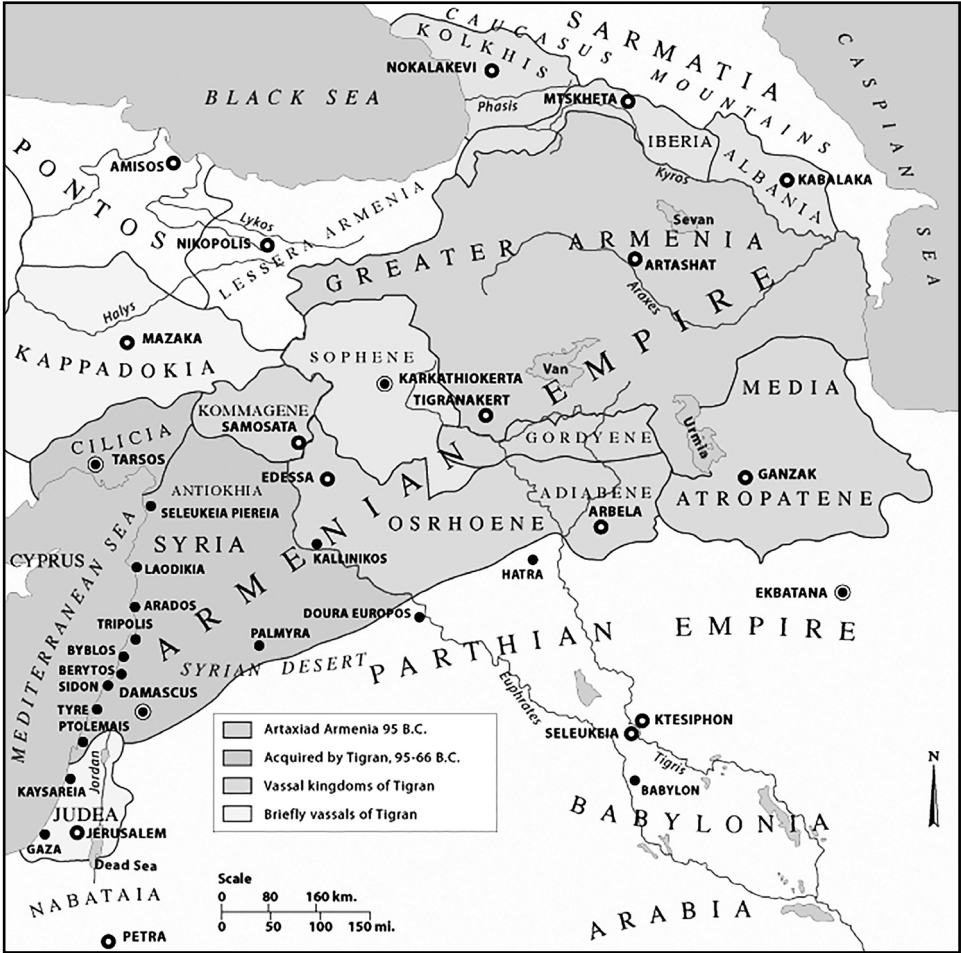 SARMATIA
CAUCASUS MOUNTAINS
KOLKHIS
CASPIAN SEA
NOKALAKEVI
BLACK SEA
Phasis
MTSKHETA
PONTOS
AMISOS
IBERIA
ALBANIA
Kyros
KABALAKA
Lykos
NIKOPOLIS
LESSERA ARMENIA
Sevan
GREATER ARMENIA
ARTASHAT
Araxes
Halys
MAZAKA
KAPPADOKIA
SOPHENE
KARKATHIOKERTA
TIGRANAKERT
Van
ARMENIAN EMPIRE
MEDIA
ATROPATENE
Urmia
GANZAK
KOMMAGENE
SAMOSATA
CILICIA
TARSOS
GORDYENE
EDESSA
ADIABENE
ARBELA
OSRHOENE
ANTIOKHIA
SELEUKEIA PIEREIA
SYRIA
KALLINIKOS
CYPRUS
LAODIKIA
HATRA
MEDITERRANEAN SEA
ARADOS
TRIPOLIS
DOURA EUROPOS
EKBATANA
PALMYRA
BYBLOS
BERYTOS
SIDON
DAMASCUS
SYRIAN DESERT
PARTHIAN EMPIRE
TYRE
PTOLEMAIS
Euphrates
KTESIPHON
SELEUKEIA
Tigris
Jordan
KAYSAREIA
BABYLON
BABYLONIA
JUDEA
JERUSALEM
GAZA
Dead Sea
NABATAIA
PETRA
ARABIA
Artaxiad Armenia 95 B.C.
Acquired by Tigran, 95-66 B.C.
Vassal kingdoms of Tigran
Briefly vassals of Tigran
N
Scale
0 80 160 km.
0 50 100 150 mi.